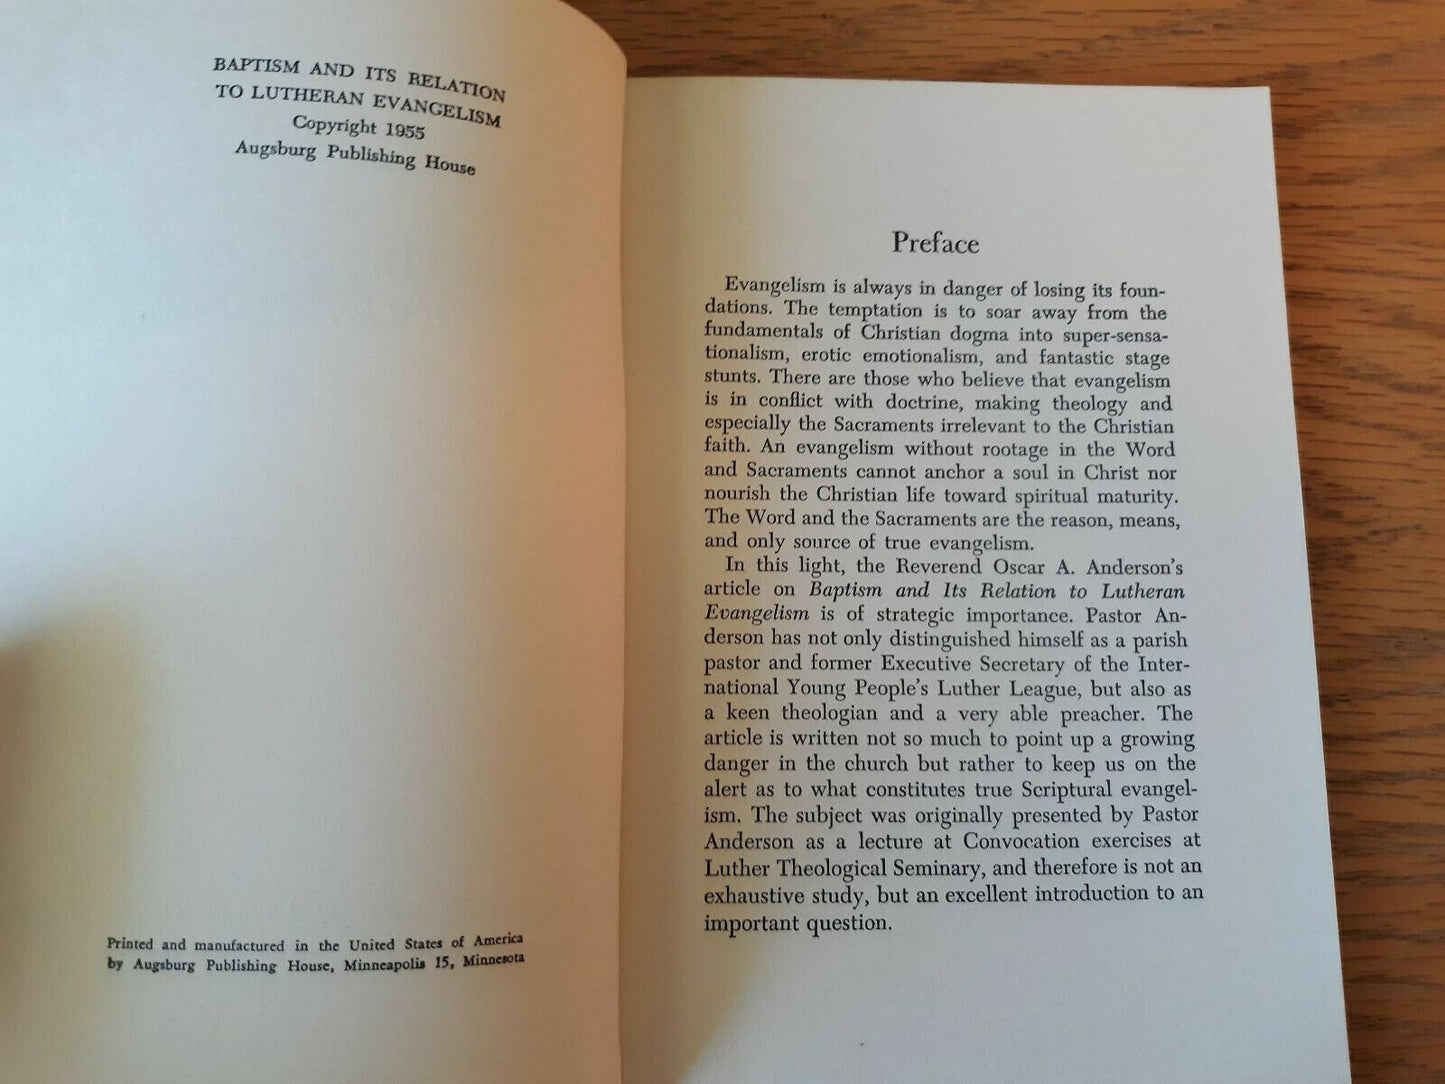 BAPTISM AND ITS RELATION
TO LUTHERAN EVANGELISM
Copyright 1955
Augsburg Publishing House
Printed and manufactured in the United States of America
by Augsburg Publishing House, Minneapolis 15, Minnesota
Preface
Evangelism is always in danger of losing its foun-
dations. The temptation is to soar away from the
fundamentals of Christian dogma into super-sensa-
tionalism, erotic emotionalism, and fantastic stage
stunts. There are those who believe that evangelism
is in conflict with doctrine, making theology and
especially the Sacraments irrelevant to the Christian
faith. An evangelism without rootage in the Word
and Sacraments cannot anchor a soul in Christ nor
nourish the Christian life toward spiritual maturity.
The Word and the Sacraments are the reason, means,
and only source of true evangelism.
In this light, the Reverend Oscar A. Anderson's
article on Baptism and Its Relation to Lutheran
Evangelism is of strategic importance. Pastor An-
derson has not only distinguished himself as a parish
pastor and former Executive Secretary of the Inter-
national Young People's Luther League, but also as
a keen theologian and a very able preacher. The
article is written not so much to point up a growing
danger in the church but rather to keep us on the
alert as to what constitutes true Scriptural evangel-
ism. The subject was originally presented by Pastor
Anderson as a lecture at Convocation exercises at
Luther Theological Seminary, and therefore is not an
exhaustive study, but an excellent introduction to an
important question.